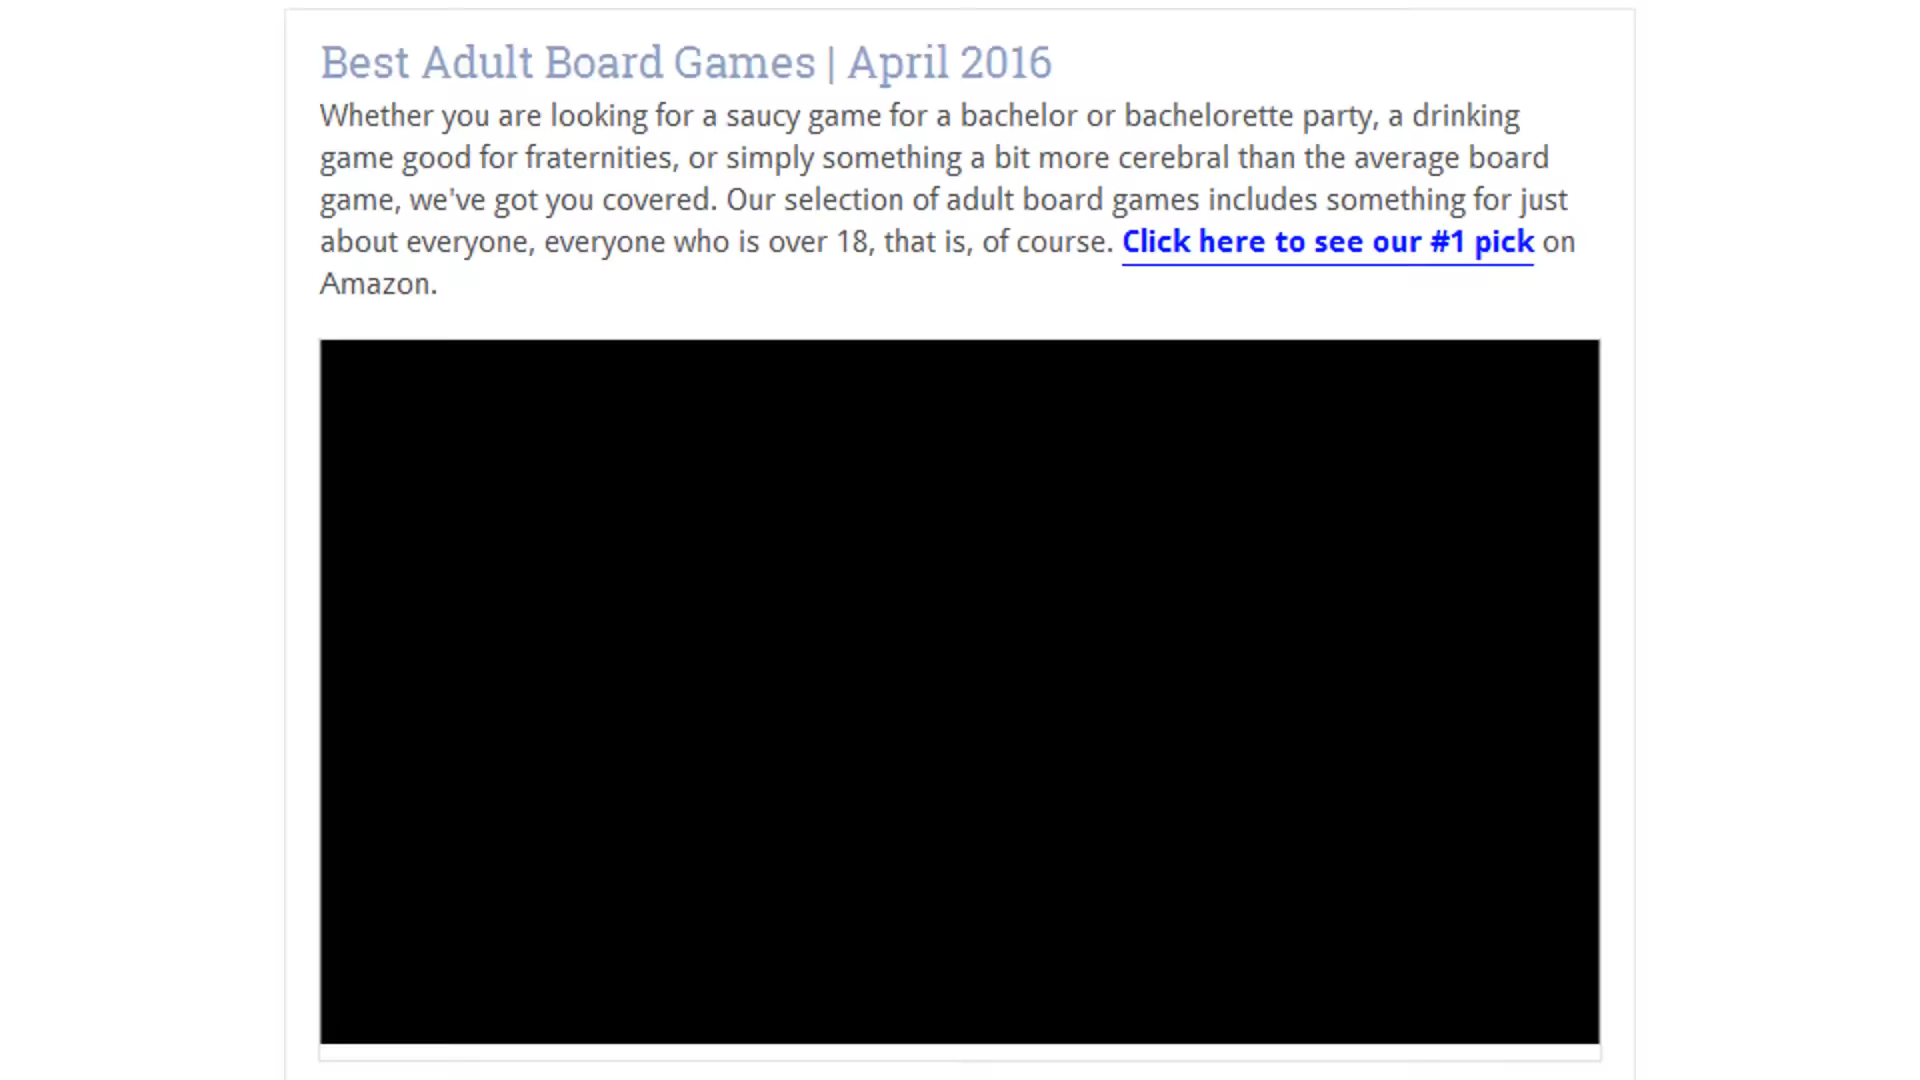 Best Adult Board Games | April 2016
Whether you are looking for a saucy game for a bachelor or bachelorette party, a drinking
game good for fraternities, or simply something a bit more cerebral than the average board
game, we've got you covered. Our selection of adult board games includes something for just
about everyone, everyone who is over 18, that is, of course. Click here to see our #1 pick on
Amazon.